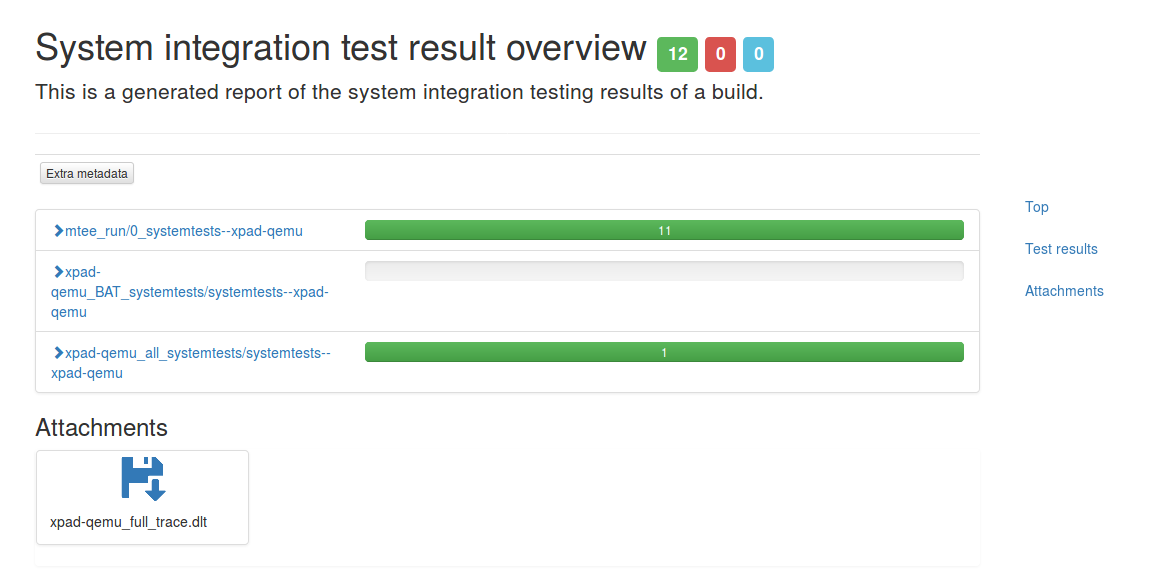 System integration test result overview 12 0 0
This is a generated report of the system integration testing results of a build.
Extra metadata
Top
mtee_run/0_systemtests--xpad-qemu 11
Test results
xpad-
qemu_BAT_systemtests/systemtests--xpad-
qemu
Attachments
xpad-qemu_all_systemtests/systemtests-- 1
xpad-qemu
Attachments
xpad-qemu_full_trace.dlt